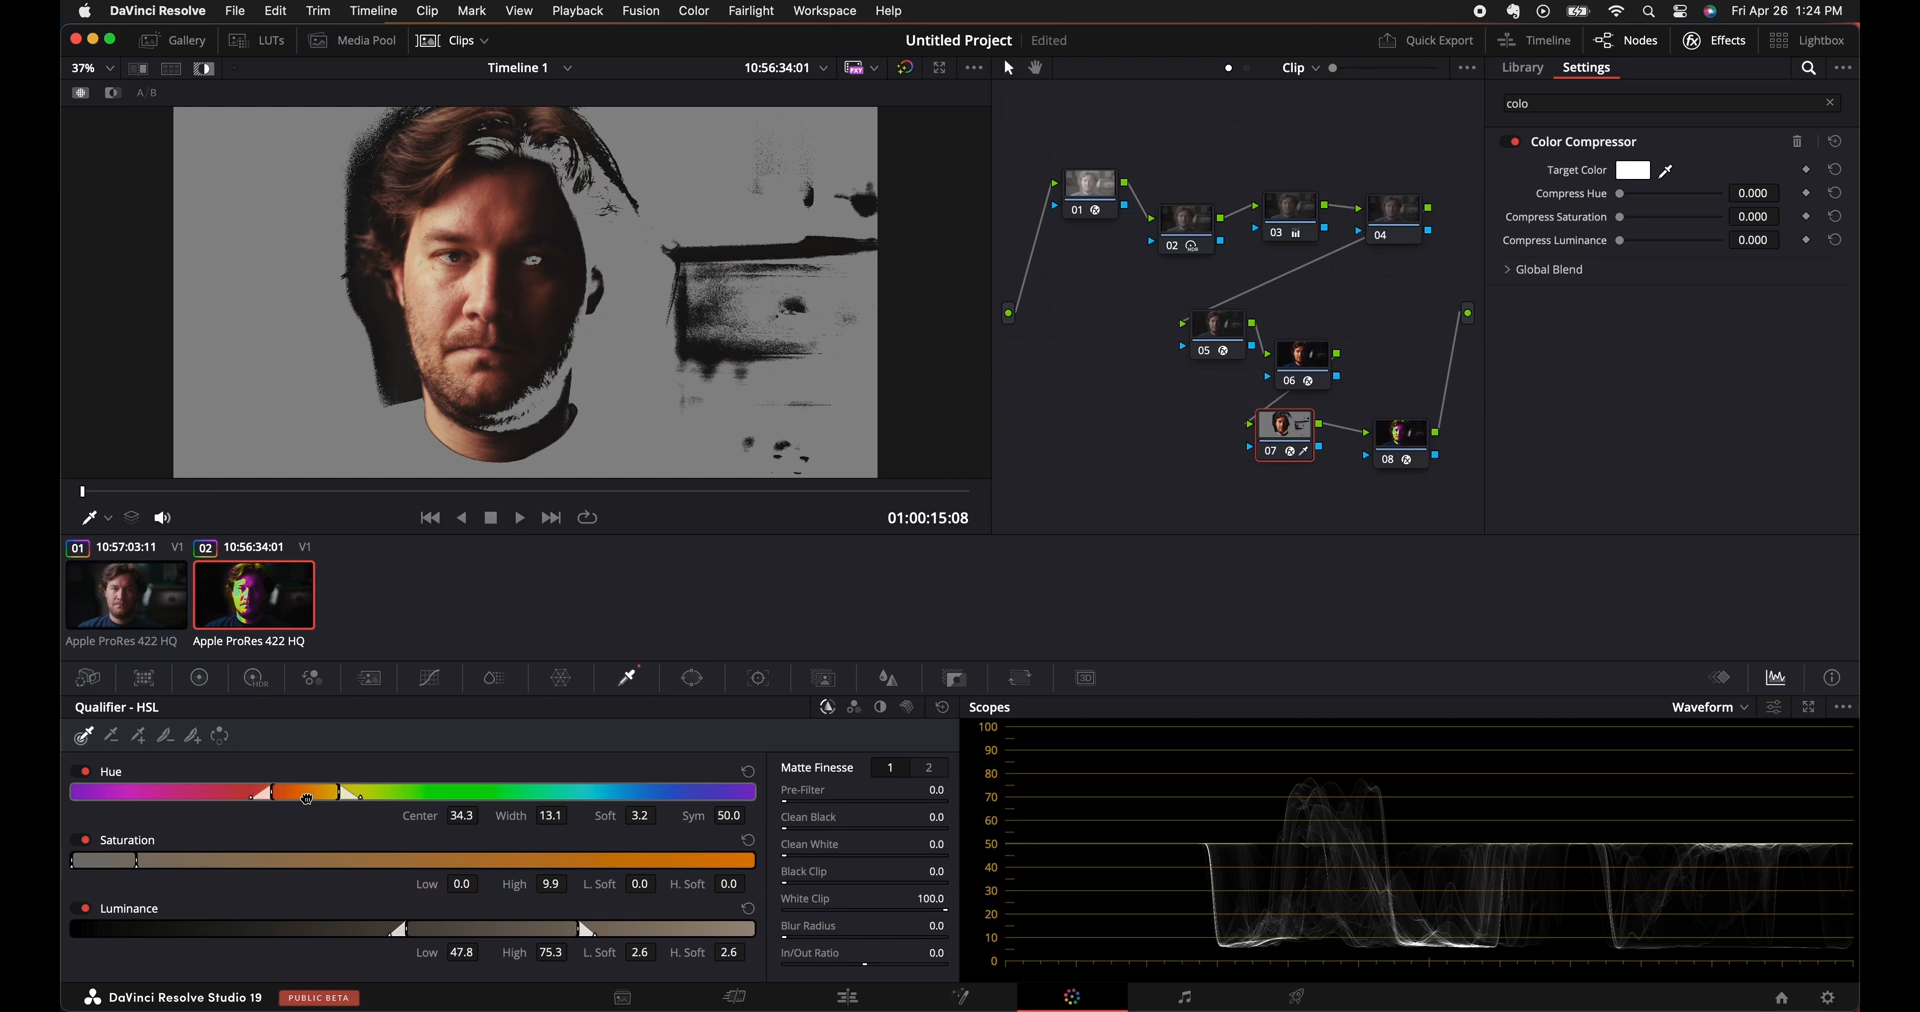 DaVinci Resolve File Edit Trim Timeline Clip Mark View Playback Fusion Color Fairlight Workspace Help Fri Apr 26 1:24 PM
Gallery LUTs Media Pool Clips Untitled Project Edited Quick Export Timeline Nodes Effects Lightbox
37% Timeline 1 10:56:34:01 PXY Clip Library Settings
A/B
colo
Color Compressor
Target Color
Compress Hue 0.000
Compress Saturation 0.000
Compress Luminance 0.000
Global Blend
01
02 HDR
03
04
05
06
07
08
01:00:15:08
01 10:57:03:11 V1 02 10:56:34:01 V1
Apple ProRes 422 HQ Apple ProRes 422 HQ
HDR 3D
Qualifier - HSL
Hue
Center 34.3 Width 13.1 Soft 3.2 Sym 50.0
Saturation
Low 0.0 High 9.9 L. Soft 0.0 H. Soft 0.0
Luminance
Low 47.8 High 75.3 L. Soft 2.6 H. Soft 2.6
Matte Finesse 1 2
Pre-Filter 0.0
Clean Black 0.0
Clean White 0.0
Black Clip 0.0
White Clip 100.0
Blur Radius 0.0
In/Out Ratio 0.0
Scopes Waveform
100
90
80
70
60
50
40
30
20
10
0
DaVinci Resolve Studio 19 PUBLIC BETA